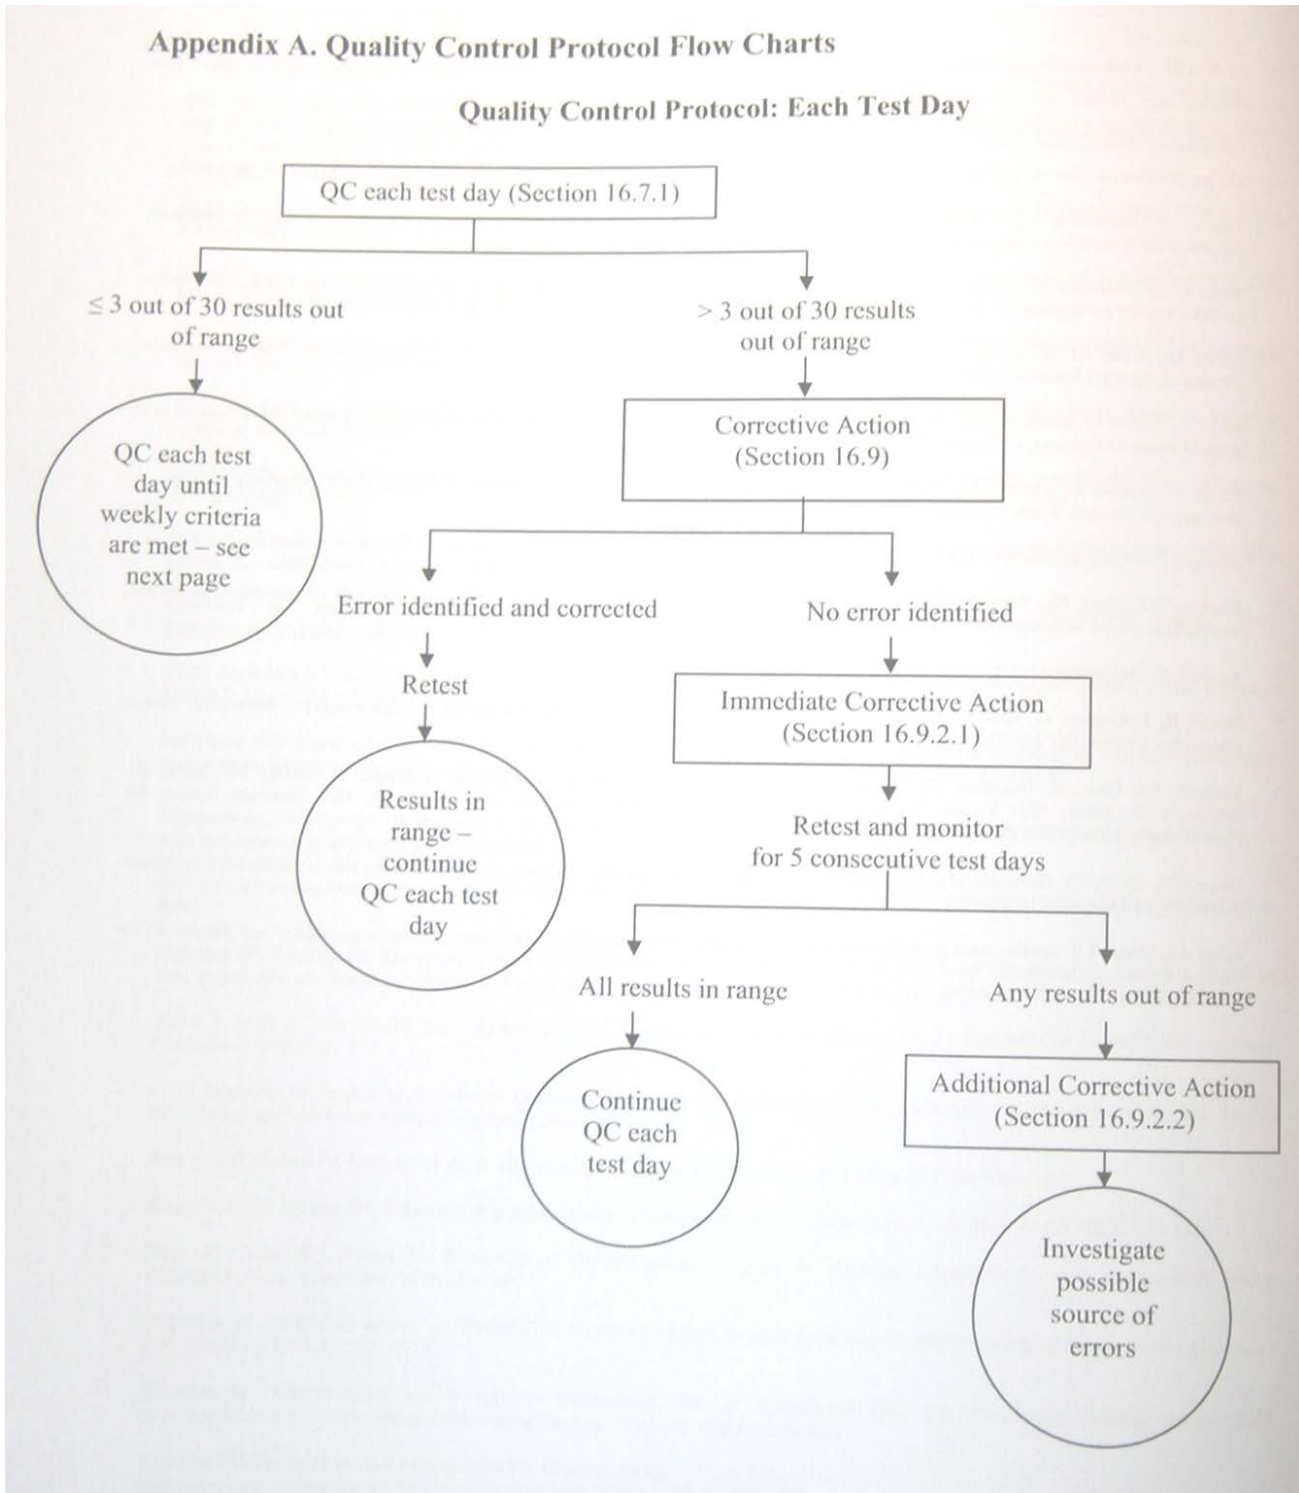 Appendix A. Quality Control Protocol Flow Charts
Quality Control Protocol: Each Test Day
QC each test day (Section 16.7.1)
≤ 3 out of 30 results out
of range
> 3 out of 30 results
out of range
QC each test
day until
weekly criteria
are met – see
next page
Corrective Action
(Section 16.9)
Error identified and corrected
No error identified
Retest
Immediate Corrective Action
(Section 16.9.2.1)
Results in
range –
continue
QC each test
day
Retest and monitor
for 5 consecutive test days
All results in range
Any results out of range
Continue
QC each
test day
Additional Corrective Action
(Section 16.9.2.2)
Investigate
possible
source of
errors